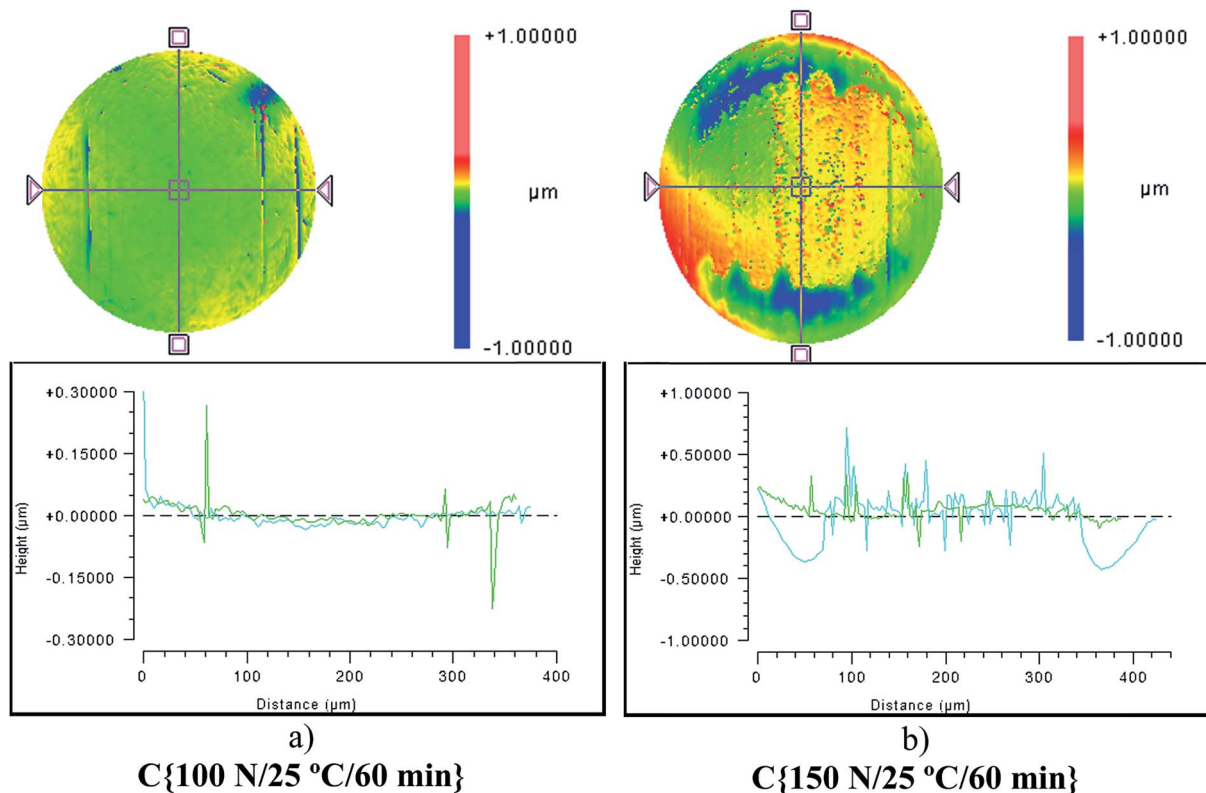 +1.00000
µm
-1.00000
+1.00000
µm
-1.00000
+0.30000
+0.15000
+0.00000
-0.15000
-0.30000
Height (µm)
0
100
200
300
400
Distance (µm)
+1.00000
+0.50000
+0.00000
-0.50000
-1.00000
Height (µm)
0
100
200
300
400
Distance (µm)
a)
C{100 N/25 ºC/60 min}
b)
C{150 N/25 ºC/60 min}